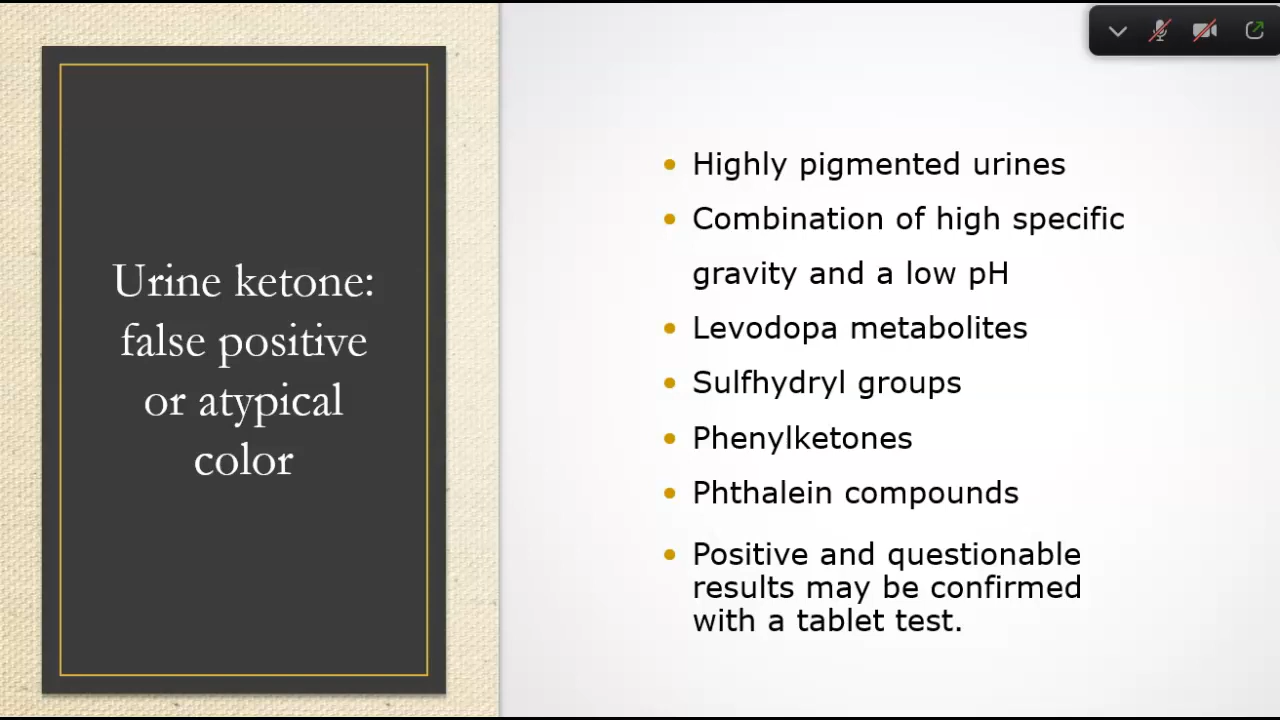 Urine ketone:
false positive
or atypical
color
• Highly pigmented urines
• Combination of high specific
gravity and a low pH
• Levodopa metabolites
• Sulfhydryl groups
• Phenylketones
• Phthalein compounds
• Positive and questionable
results may be confirmed
with a tablet test.